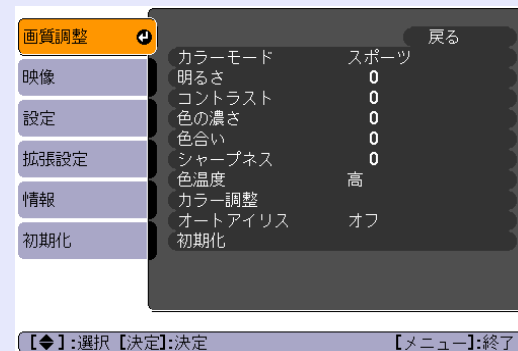 画質調整
映像
設定
拡張設定
情報
初期化
戻る
カラーモード スポーツ
明るさ 0
コントラスト 0
色の濃さ 0
色合い 0
シャープネス 0
色温度 高
カラー調整
オートアイリス オフ
初期化
【◆】:選択 【決定】:決定 【メニュー】:終了